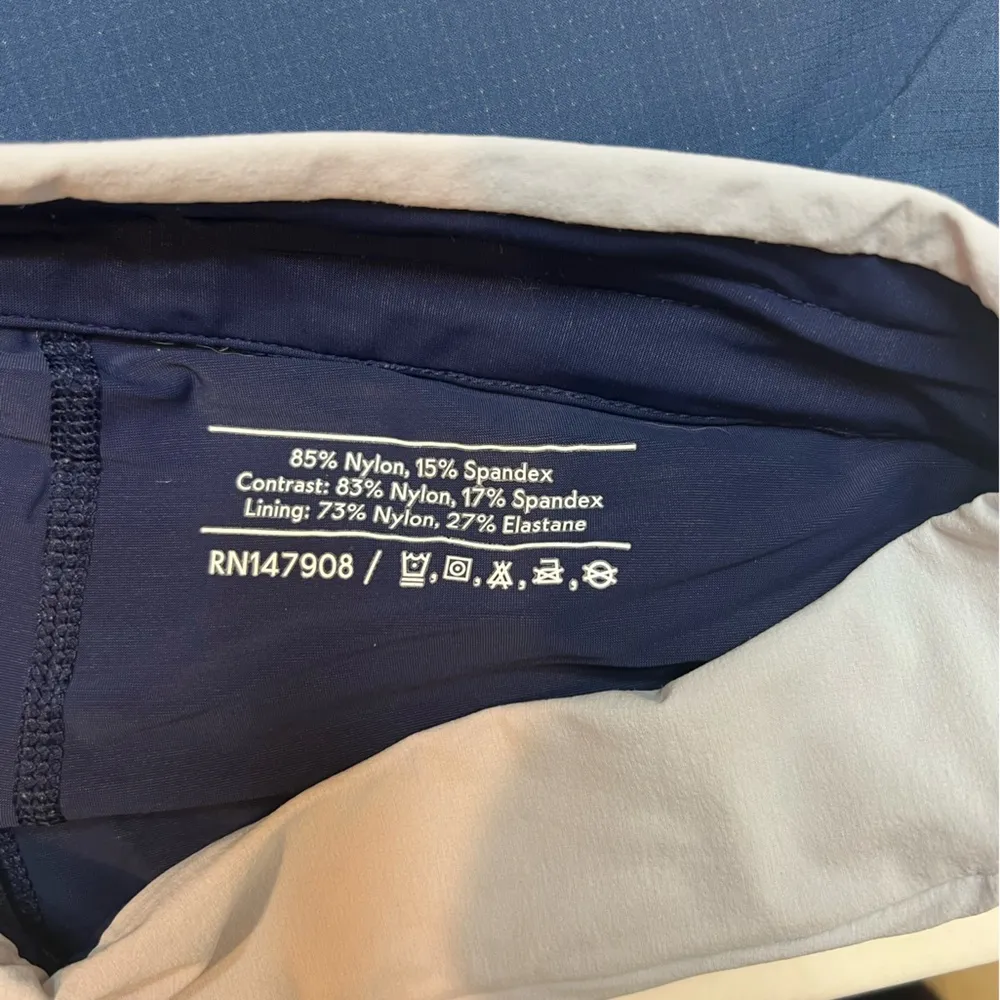 85% Nylon, 15% Spandex
Contrast: 83% Nylon, 17% Spandex
Lining: 73% Nylon, 27% Elastane
RN147908 /